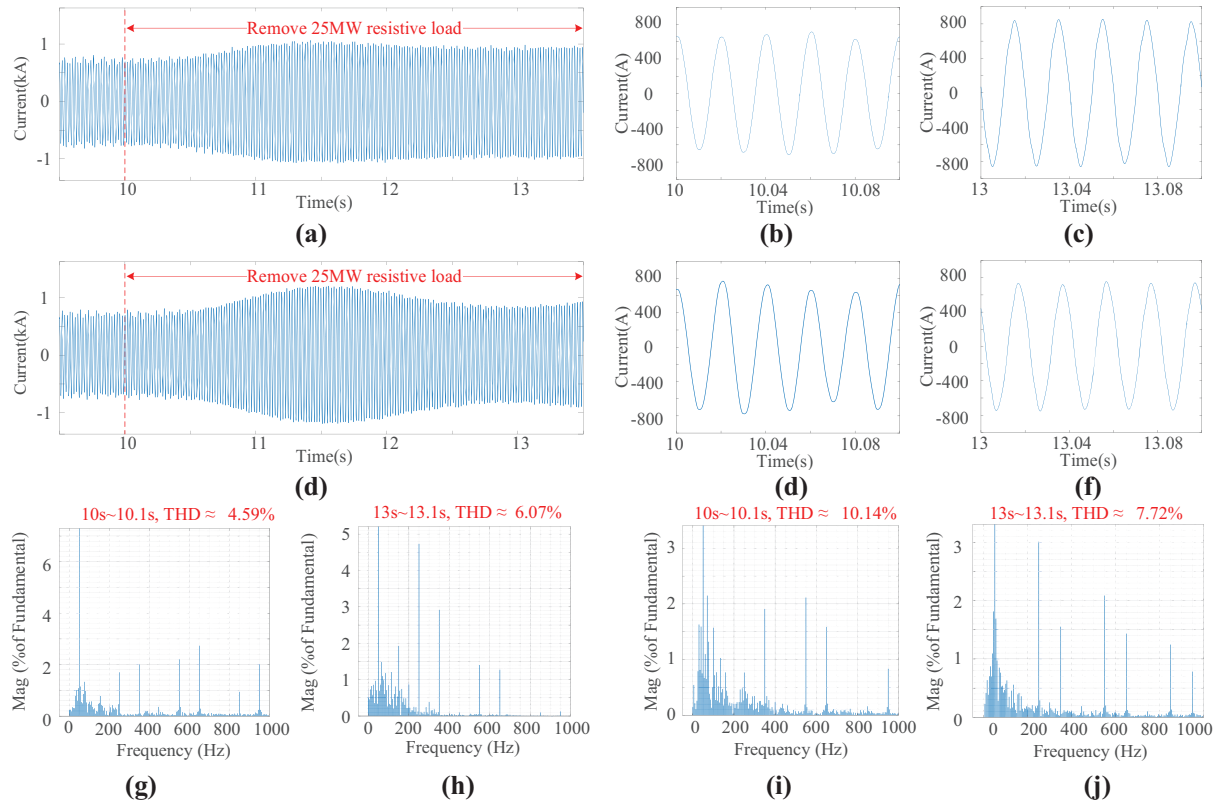 Remove 25MW resistive load
Current(kA)
1
0
-1
10
11
12
13
Time(s)
(a)
Current(A)
800
400
0
-400
-800
10
10.04
10.08
Time(s)
(b)
Current(A)
800
400
0
-400
-800
13
13.04
13.08
Time(s)
(c)
Remove 25MW resistive load
Current(kA)
1
0
-1
10
11
12
13
Time(s)
(d)
Current(A)
800
400
0
-400
-800
10
10.04
10.08
Time(s)
(d)
Current(A)
800
400
0
-400
-800
13
13.04
13.08
Time(s)
(f)
10s~10.1s, THD ≈ 4.59%
Mag (%of Fundamental)
6
4
2
0
0 200 400 600 800 1000
Frequency (Hz)
(g)
13s~13.1s, THD ≈ 6.07%
Mag (%of Fundamental)
5
4
3
2
1
0
0 200 400 600 800 1000
Frequency (Hz)
(h)
10s~10.1s, THD ≈ 10.14%
Mag (%of Fundamental)
3
2
1
0
0 200 400 600 800 1000
Frequency (Hz)
(i)
13s~13.1s, THD ≈ 7.72%
Mag (%of Fundamental)
3
2
1
0
0 200 400 600 800 1000
Frequency (Hz)
(j)